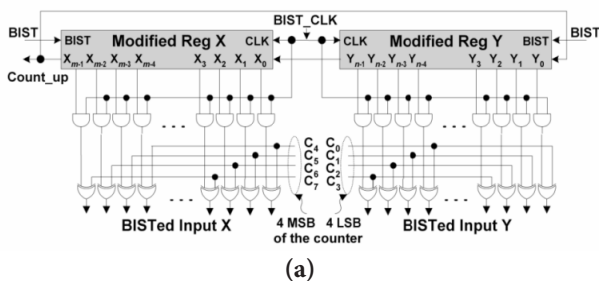 BIST_CLK
BIST Modified Reg X Modified Reg Y BIST
BIST CLK CLK BIST
Xm-1 Xm-2 Xm-3 Xm-4 X3 X2 X1 X0 Yn-1 Yn-2 Yn-3 Yn-4 Y3 Y2 Y1 Y0
Count_up
... ...
C4 C0
C5 C1
C6 C2
C7 C3
... ...
BISTed Input X 4 MSB 4 LSB BISTed Input Y
of the counter
(a)